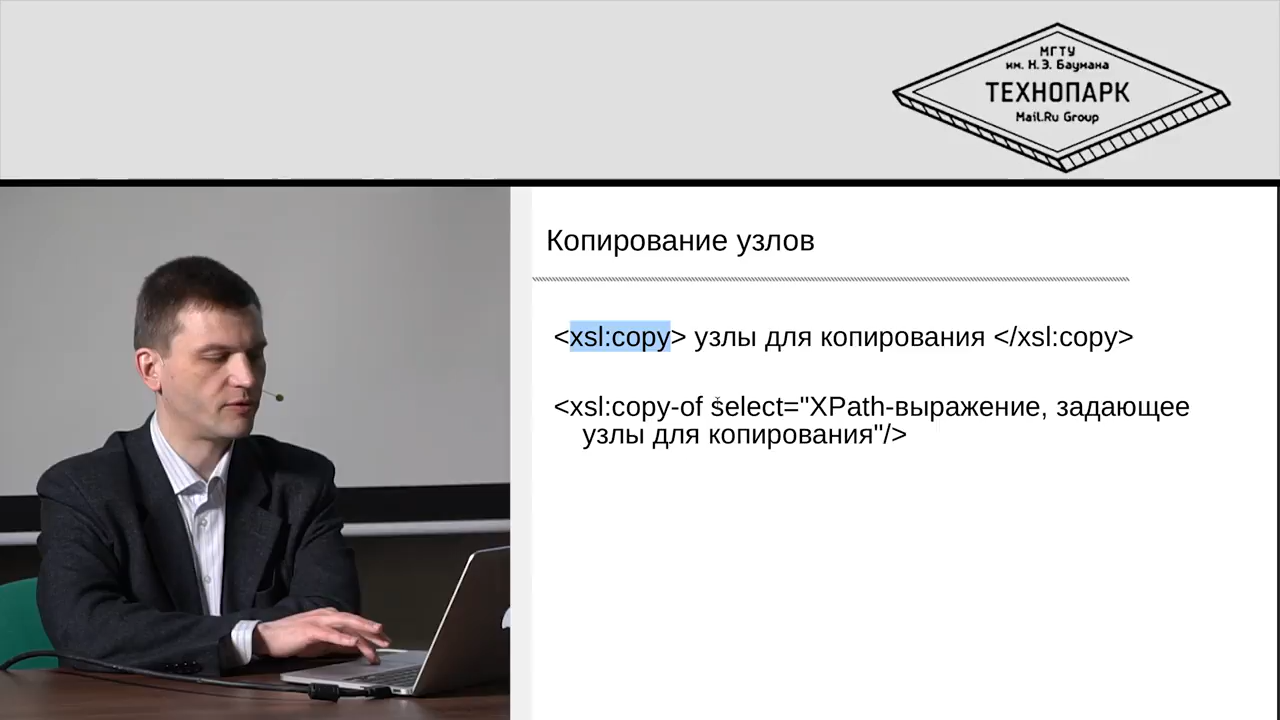 МГТУ
им. Н.Э. Баумана
ТЕХНОПАРК
Mail.Ru Group
Копирование узлов
<xsl:copy> узлы для копирования </xsl:copy>
<xsl:copy-of select="XPath-выражение, задающее
узлы для копирования"/>